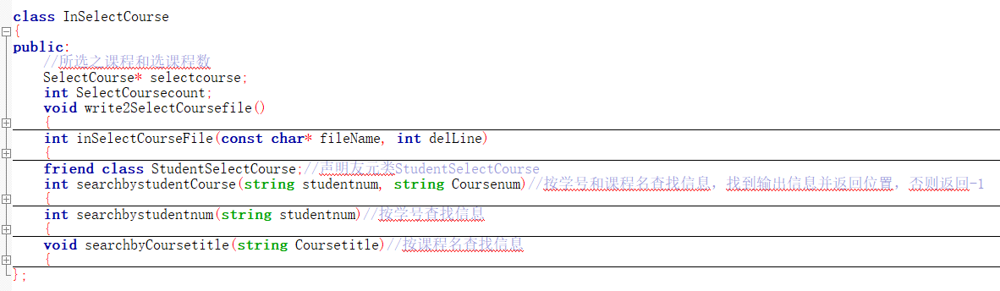 class InSelectCourse
{
public:
//所选之课程和选课程数
SelectCourse* selectcourse;
int SelectCoursecount;
void write2SelectCoursefile()
{
int inSelectCourseFile(const char* fileName, int delLine)
{
friend class StudentSelectCourse;//声明友元类StudentSelectCourse
int searchbystudentCourse(string studentnum, string Coursenum)//按学号和课程名查找信息，找到输出信息并返回位置，否则返回-1
{
int searchbystudentnum(string studentnum)//按学号查找信息
{
void searchbyCoursetitle(string Coursetitle)//按课程名查找信息
{
};